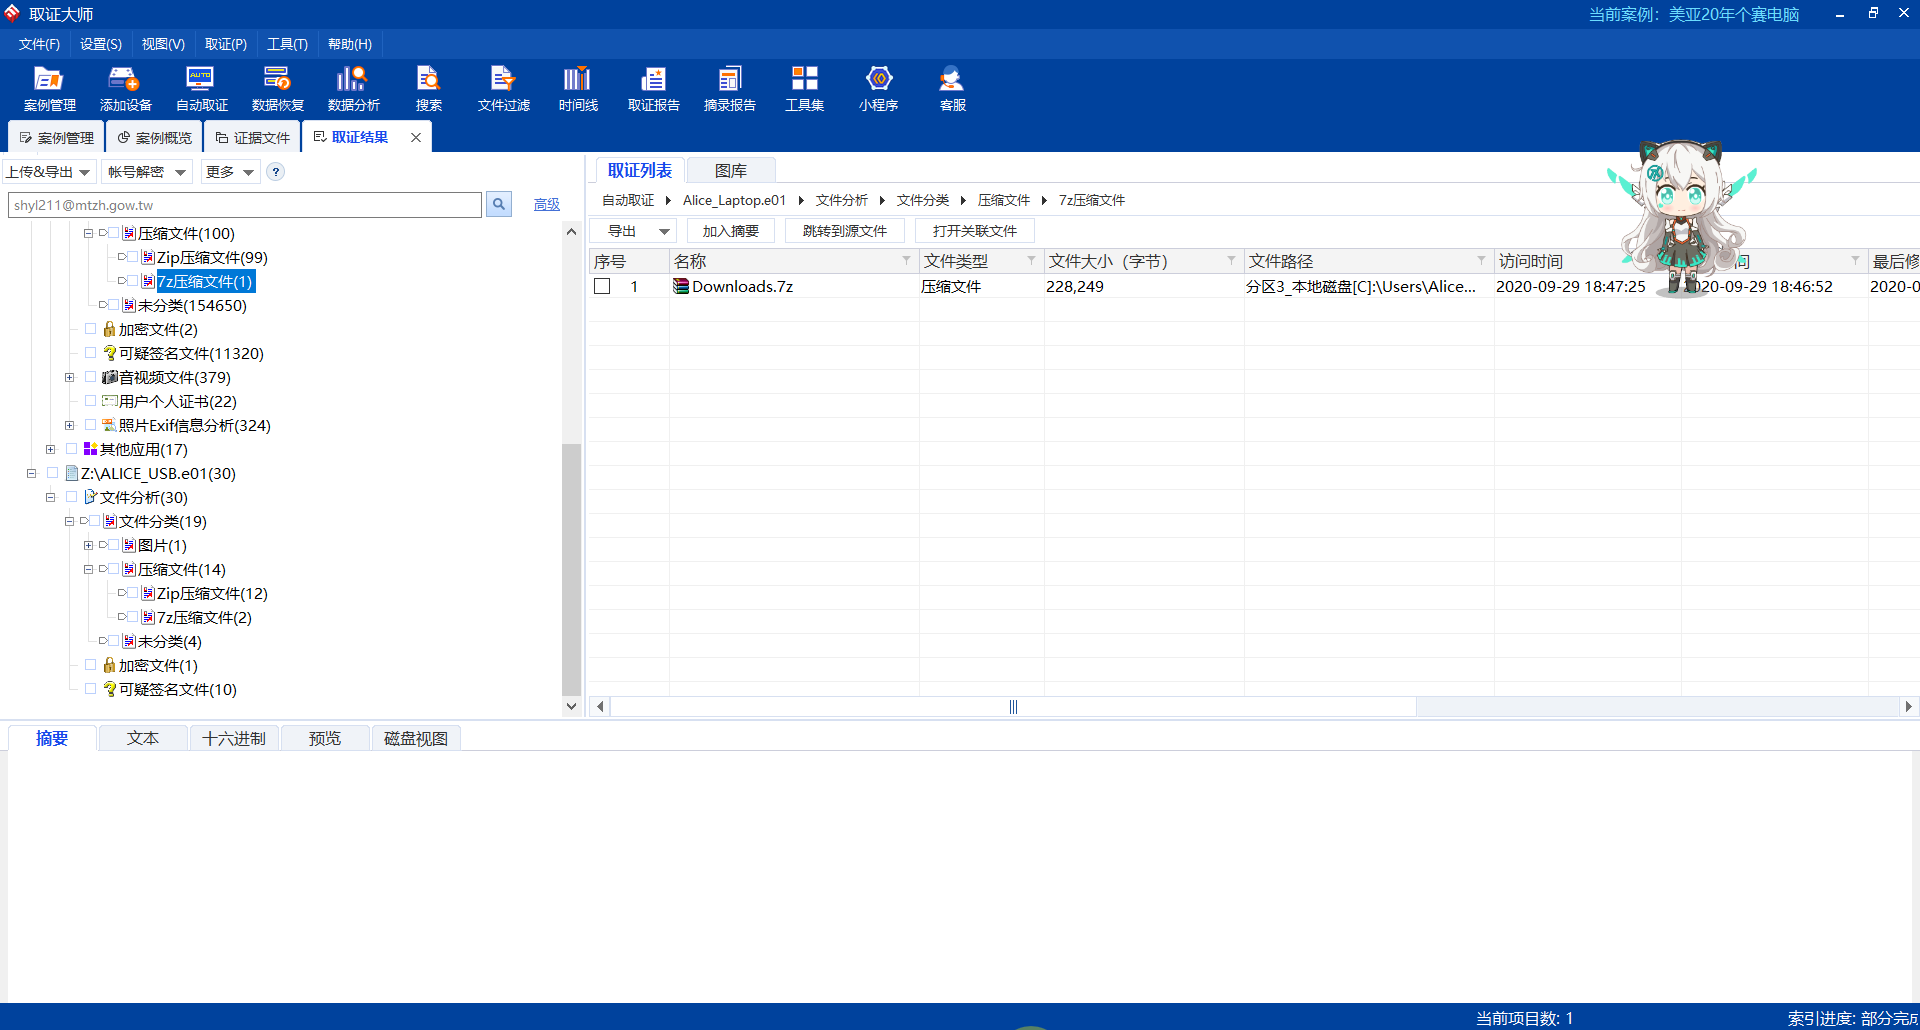 取证大师
当前案例：美亚20年个赛电脑
文件(F) 设置(S) 视图(V) 取证(P) 工具(T) 帮助(H)
案例管理 添加设备 自动取证 数据恢复 数据分析 搜索 文件过滤 时间线 取证报告 摘录报告 工具集 小程序 客服
案例管理 案例概览 证据文件 取证结果
上传&导出 帐号解密 更多 ?
shyl211@mtzh.gow.tw 高级
压缩文件(100)
Zip压缩文件(99)
7z压缩文件(1)
未分类(154650)
加密文件(2)
可疑签名文件(11320)
音视频文件(379)
用户个人证书(22)
照片Exif信息分析(324)
其他应用(17)
Z:\ALICE_USB.e01(30)
文件分析(30)
文件分类(19)
图片(1)
压缩文件(14)
Zip压缩文件(12)
7z压缩文件(2)
未分类(4)
加密文件(1)
可疑签名文件(10)
取证列表 图库
自动取证 Alice_Laptop.e01 文件分析 文件分类 压缩文件 7z压缩文件
导出 加入摘要 跳转到源文件 打开关联文件
序号 名称 文件类型 文件大小（字节） 文件路径 访问时间 间 最后修
1 Downloads.7z 压缩文件 228,249 分区3_本地磁盘[C]:\Users\Alice... 2020-09-29 18:47:25 2020-09-29 18:46:52 2020-0
摘要 文本 十六进制 预览 磁盘视图
当前项目数: 1 索引进度: 部分完成